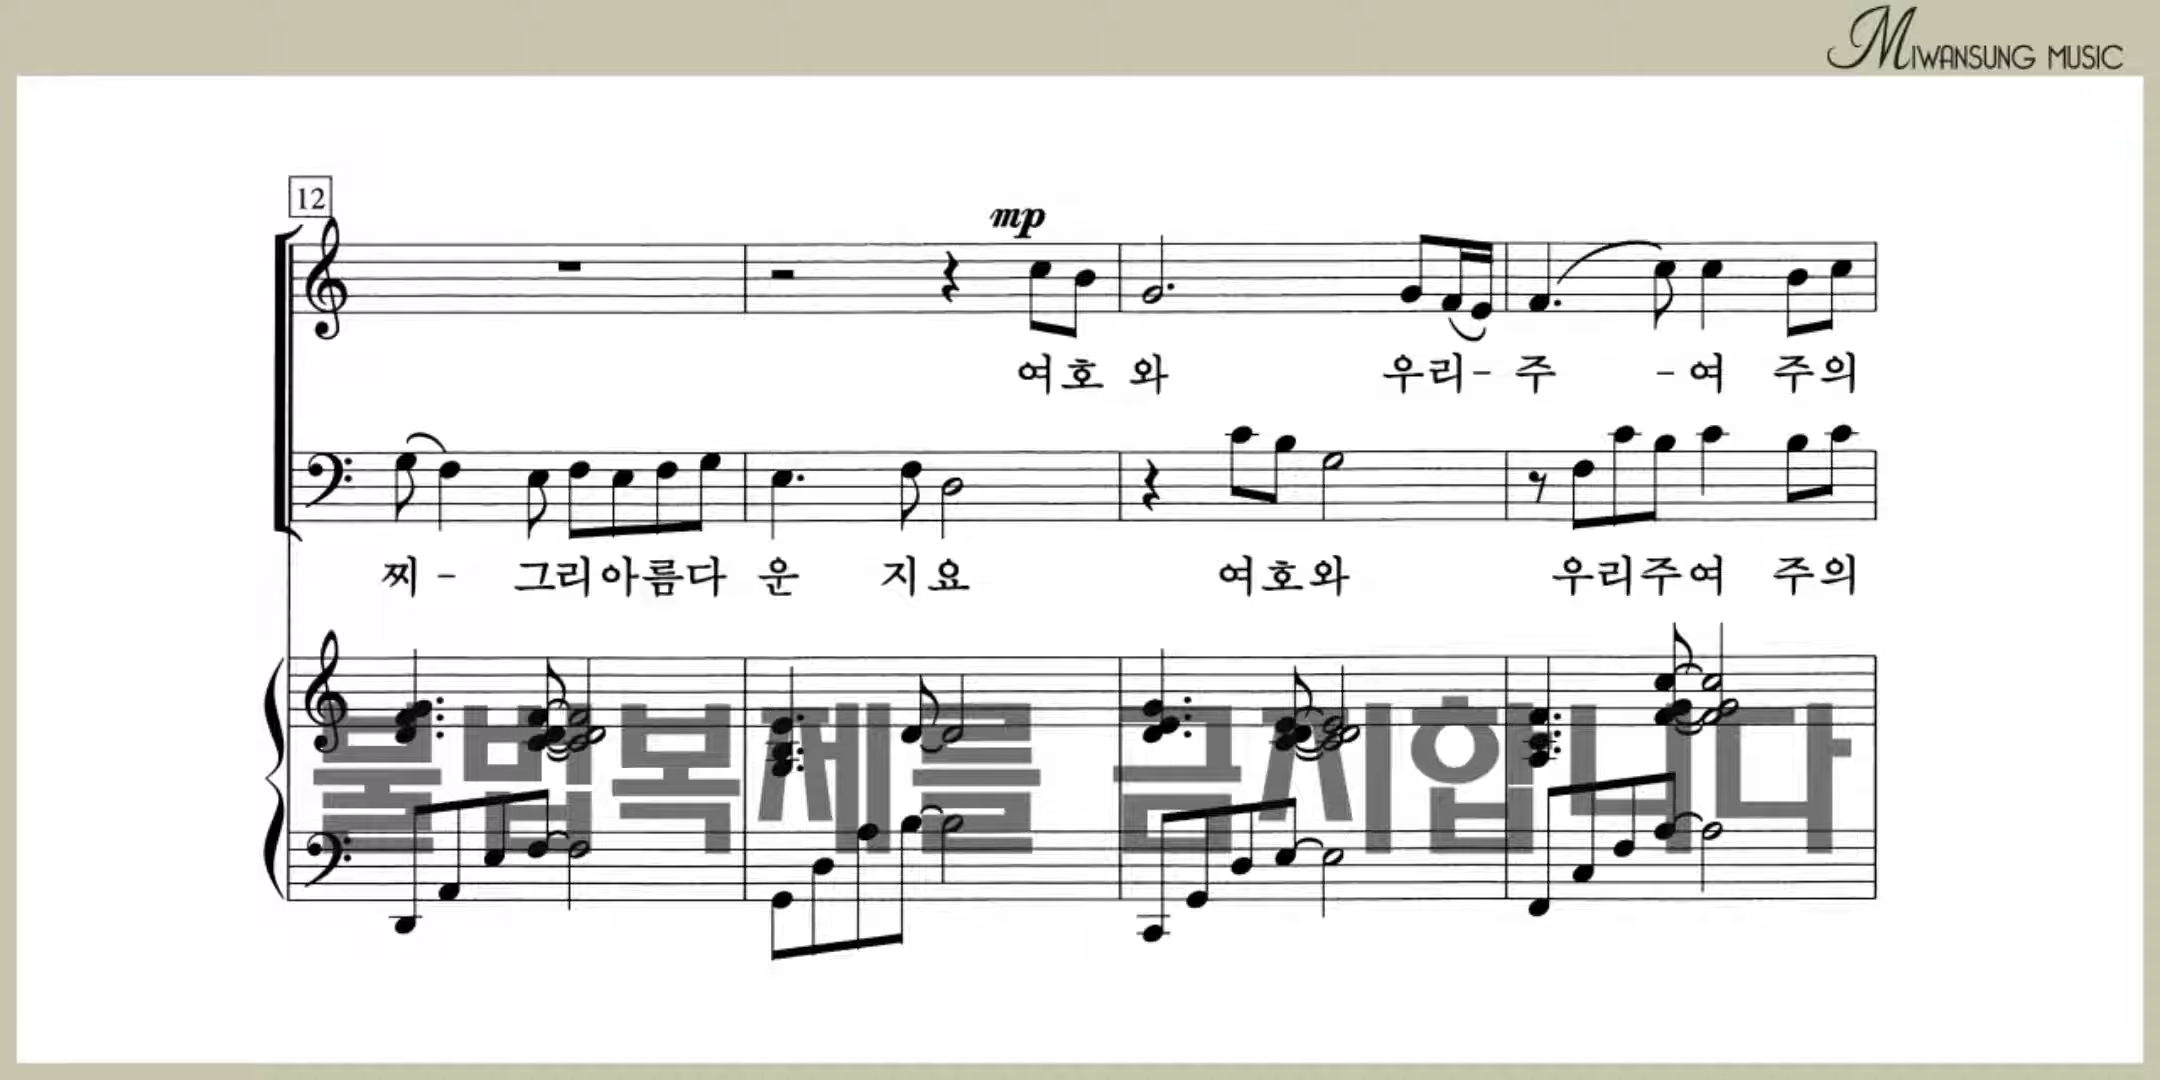 MIWANSUNG MUSIC
12
mp
여호 와 우리- 주 -여 주의
찌- 그리아름다 운 지요 여호와 우리주여 주의
불법복제를 금지합니다